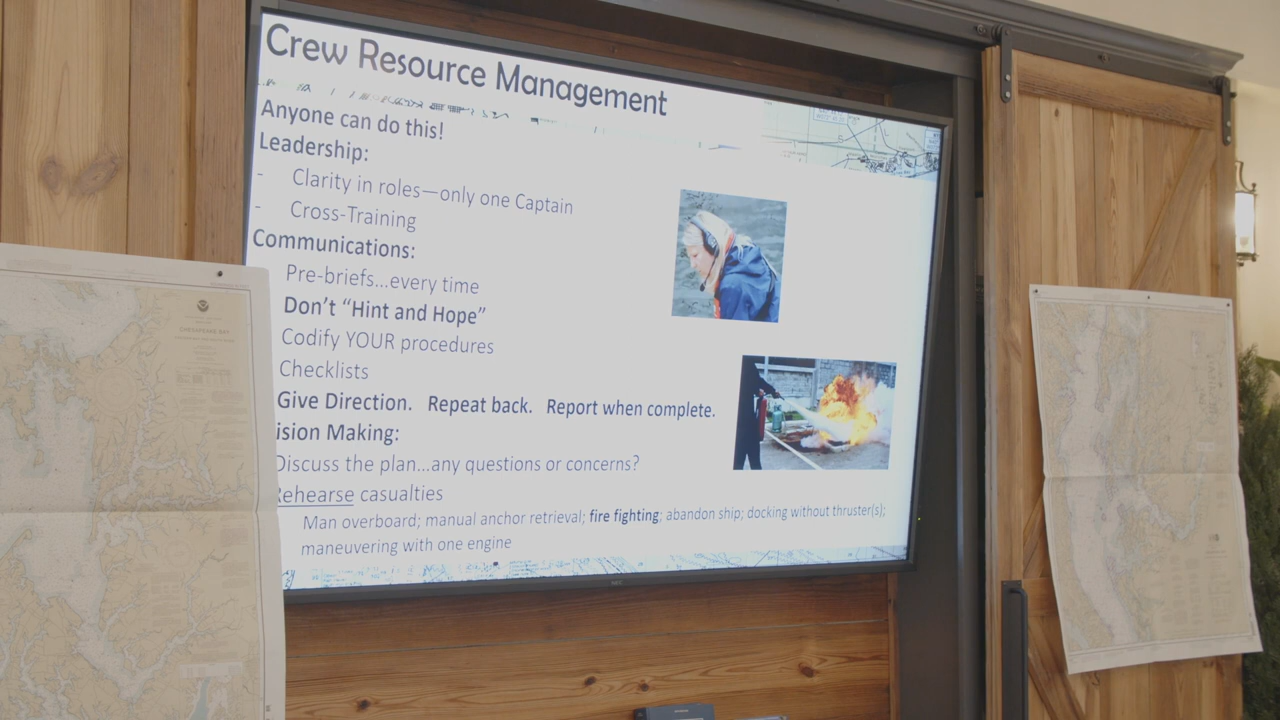 Crew Resource Management
Anyone can do this!
Leadership:
- Clarity in roles—only one Captain
- Cross-Training
Communications:
Pre-briefs...every time
Don't "Hint and Hope"
Codify YOUR procedures
Checklists
Give Direction. Repeat back. Report when complete.
ision Making:
Discuss the plan...any questions or concerns?
Rehearse casualties
Man overboard; manual anchor retrieval; fire fighting; abandon ship; docking without thruster(s);
maneuvering with one engine
NEC
CHESAPEAKE BAY